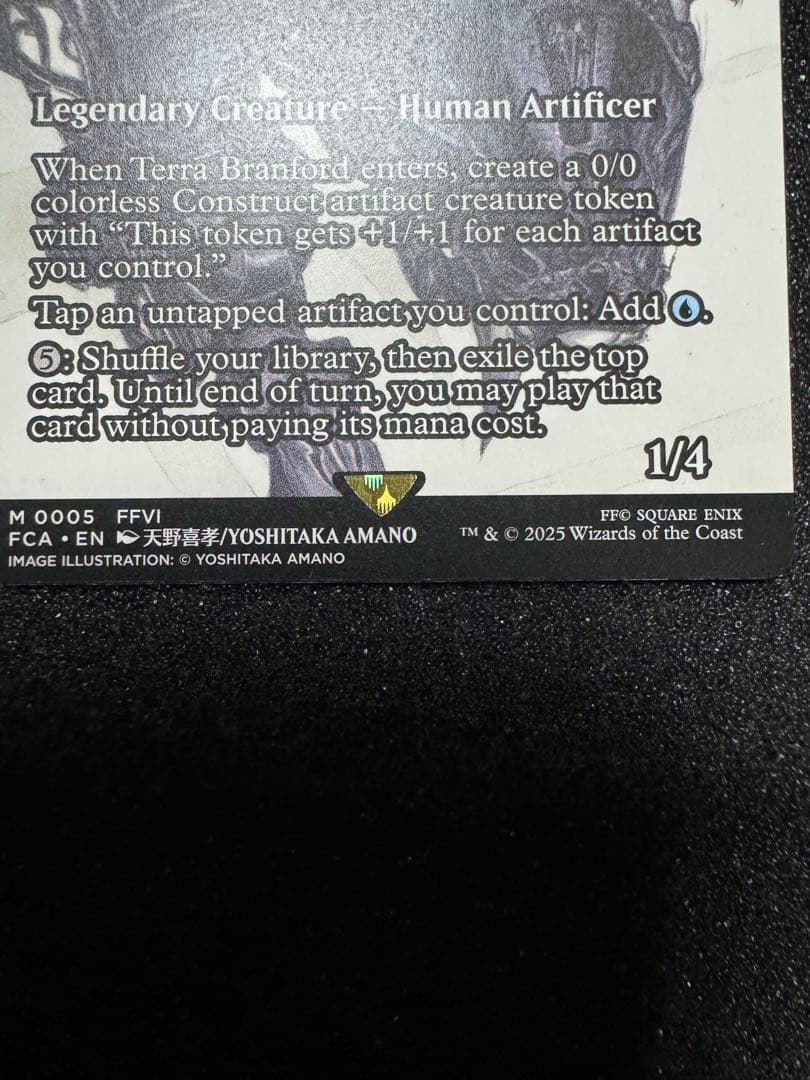 Legendary Creature — Human Artificer
When Terra Branford enters, create a 0/0
colorless Construct artifact creature token
with “This token gets +1/+1 for each artifact
you control.”
Tap an untapped artifact you control: Add .
5: Shuffle your library, then exile the top
card. Until end of turn, you may play that
card without paying its mana cost.
1/4
M 0005 FFVI
FCA • EN 天野喜孝/YOSHITAKA AMANO
IMAGE ILLUSTRATION: © YOSHITAKA AMANO
FF© SQUARE ENIX
™ & © 2025 Wizards of the Coast